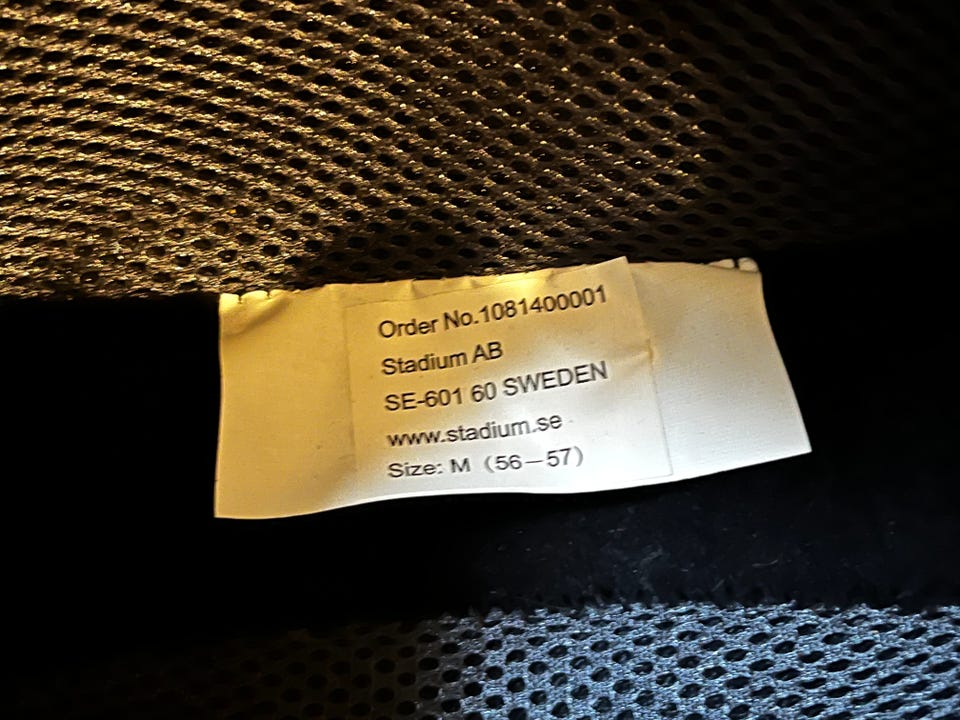 Order No.1081400001
Stadium AB
SE-601 60 SWEDEN
www.stadium.se
Size: M (56—57)